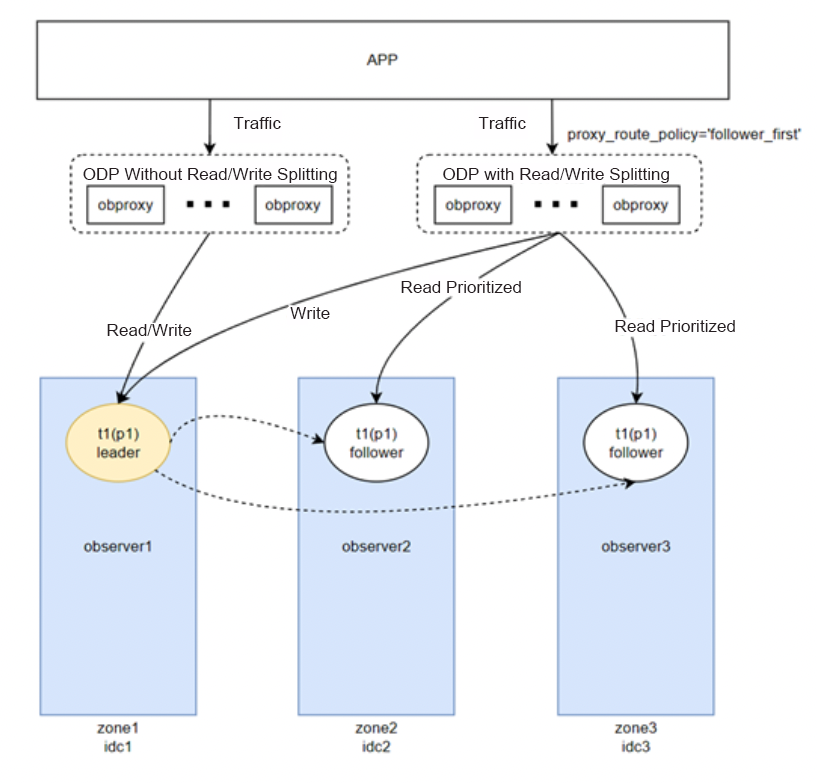 APP
Traffic
Traffic
proxy_route_policy='follower_first'
ODP Without Read/Write Splitting
obproxy
obproxy
ODP with Read/Write Splitting
obproxy
obproxy
Read/Write
Write
Read Prioritized
Read Prioritized
t1(p1)
leader
t1(p1)
follower
t1(p1)
follower
observer1
observer2
observer3
zone1
idc1
zone2
idc2
zone3
idc3